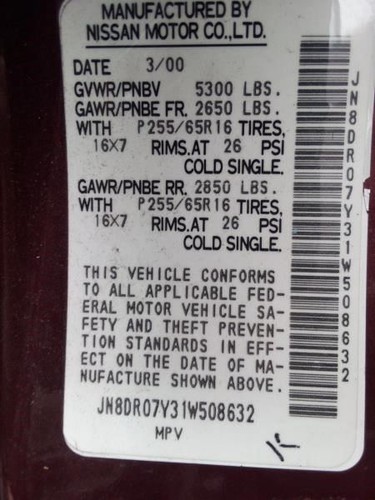 MANUFACTURED BY
NISSAN MOTOR CO.,LTD.
DATE 3/00
GVWR/PNBV 5300 LBS.
GAWR/PNBE FR. 2650 LBS.
WITH P255/65R16 TIRES,
16X7 RIMS.AT 26 PSI
COLD SINGLE.
GAWR/PNBE RR. 2850 LBS.
WITH P255/65R16 TIRES,
16X7 RIMS.AT 26 PSI
COLD SINGLE.
THIS VEHICLE CONFORMS
TO ALL APPLICABLE FED-
ERAL MOTOR VEHICLE SA-
FETY AND THEFT PREVEN-
TION STANDARDS IN EFF-
ECT ON THE DATE OF MA-
NUFACTURE SHOWN ABOVE.
JN8DR07Y31W508632
MPV
JN8DR07Y31W508632